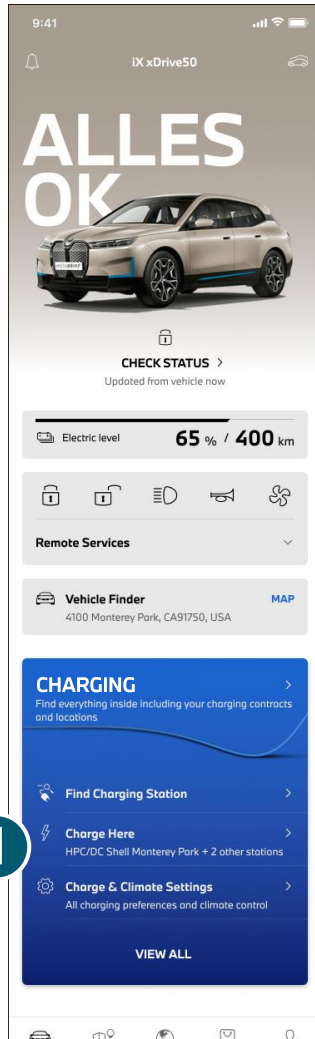 9:41
iX xDrive50
ALLES
OK
CHECK STATUS >
Updated from vehicle now
Electric level 65 % / 400 km
Remote Services
Vehicle Finder MAP
4100 Monterey Park, CA91750, USA
CHARGING
Find everything inside including your charging contracts
and locations
Find Charging Station
Charge Here
HPC/DC Shell Monterey Park + 2 other stations
Charge & Climate Settings
All charging preferences and climate control
VIEW ALL